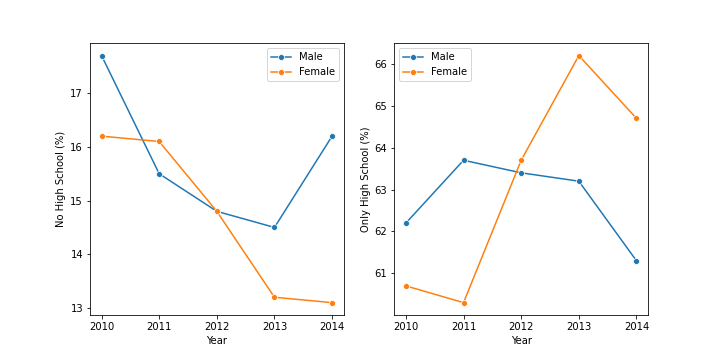 Male
Female
No High School (%)
17
16
15
14
13
2010 2011 2012 2013 2014
Year
Male
Female
Only High School (%)
66
65
64
63
62
61
2010 2011 2012 2013 2014
Year